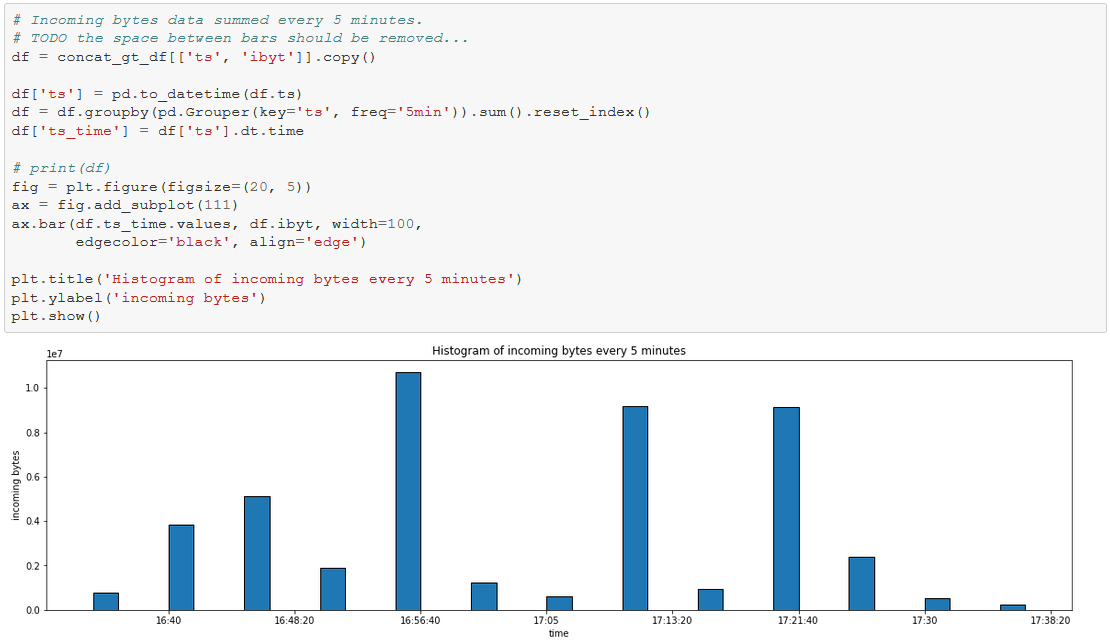 # Incoming bytes data summed every 5 minutes.
# TODO the space between bars should be removed...
df = concat_gt_df[['ts', 'ibyt']].copy()
df['ts'] = pd.to_datetime(df.ts)
df = df.groupby(pd.Grouper(key='ts', freq='5min')).sum().reset_index()
df['ts_time'] = df['ts'].dt.time
# print(df)
fig = plt.figure(figsize=(20, 5))
ax = fig.add_subplot(111)
ax.bar(df.ts_time.values, df.ibyt, width=100,
edgecolor='black', align='edge')
plt.title('Histogram of incoming bytes every 5 minutes')
plt.ylabel('incoming bytes')
plt.show()
Histogram of incoming bytes every 5 minutes
1e7
1.0
0.8
0.6
0.4
0.2
0.0
incoming bytes
16:40 16:48:20 16:56:40 17:05 17:13:20 17:21:40 17:30 17:38:20
time